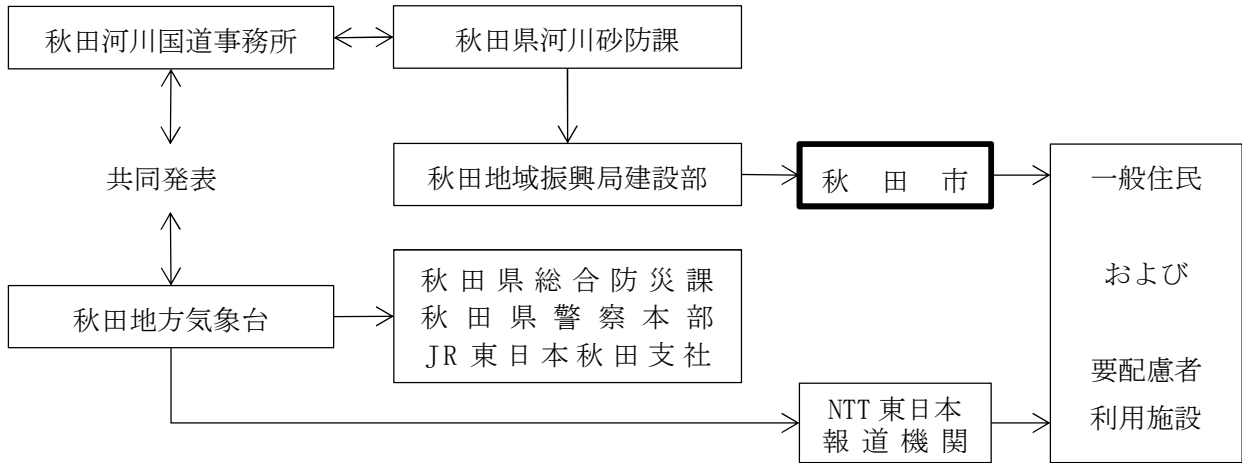 秋田河川国道事務所
秋田県河川砂防課
共同発表
秋田地域振興局建設部
秋田市
一般住民
および
要配慮者
利用施設
秋田地方気象台
秋田県総合防災課
秋田県警察本部
JR東日本秋田支社
NTT東日本
報道機関